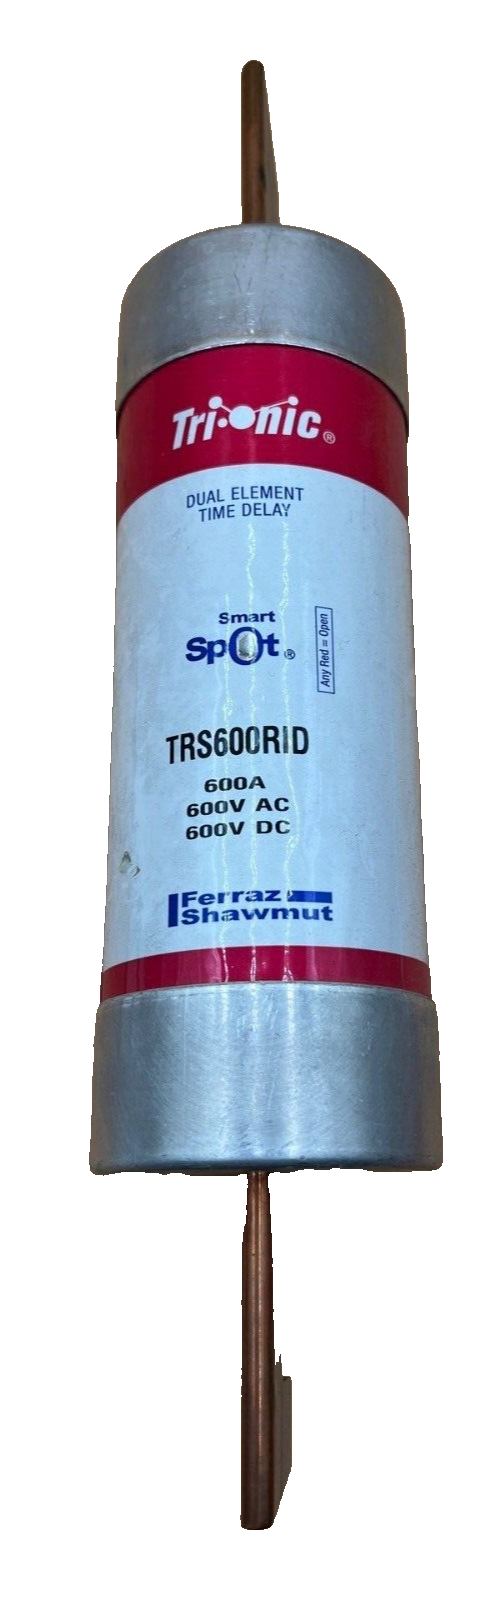 Tri-onic®
DUAL ELEMENT
TIME DELAY
Smart
Spot®
Any Red = Open
TRS600RID
600A
600V AC
600V DC
Ferraz
Shawmut